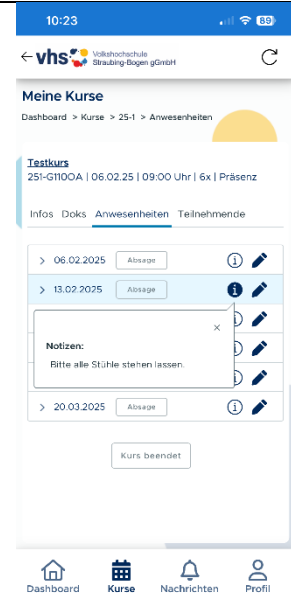 10:23
89
vhs
Volkshochschule
Straubing-Bogen gGmbH
Meine Kurse
Dashboard > Kurse > 25-1 > Anwesenheiten
Testkurs
251-G1100A | 06.02.25 | 09:00 Uhr | 6x | Präsenz
Infos Doks Anwesenheiten Teilnehmende
06.02.2025 Absage
13.02.2025 Absage
Notizen:
Bitte alle Stühle stehen lassen.
20.03.2025 Absage
Kurs beendet
Dashboard Kurse Nachrichten Profil